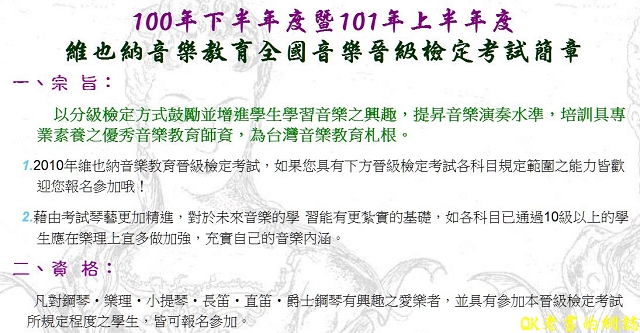 100年下半年度暨101年上半年度
維也納音樂教育全國音樂晉級檢定考試簡章
一、宗 旨：
以分級檢定方式鼓勵並增進學生學習音樂之興趣，提昇音樂演奏水準，培訓具專
業素養之優秀音樂教育師資，為台灣音樂教育札根。
1.2010年維也納音樂教育晉級檢定考試，如果您具有下方晉級檢定考試各科目規定範圍之能力皆歡
迎您報名參加哦！
2.藉由考試琴藝更加精進，對於未來音樂的學 習能有更紮實的基礎，如各科目已通過10級以上的學
生應在樂理上宜多做加強，充實自己的音樂內涵。
二、資 格：
凡對鋼琴‧樂理‧小提琴‧長笛‧直笛‧爵士鋼琴有興趣之愛樂者，並具有參加本晉級檢定考試
所規定程度之學生，皆可報名參加。